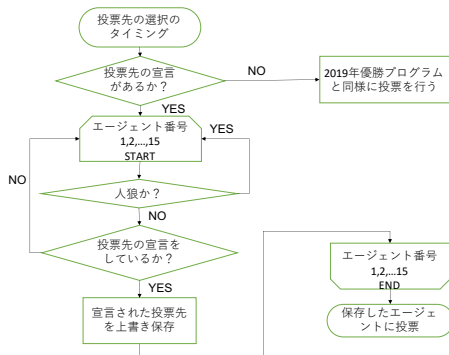 投票先の選択の
タイミング
投票先の宣言
があるか？
NO
2019年優勝プログラム
と同様に投票を行う
YES
エージェント番号
1,2,...,15
START
YES
NO
人狼か？
NO
投票先の宣言を
しているか？
YES
宣言された投票先
を上書き保存
エージェント番号
1,2,...15
END
保存したエージェ
ントに投票